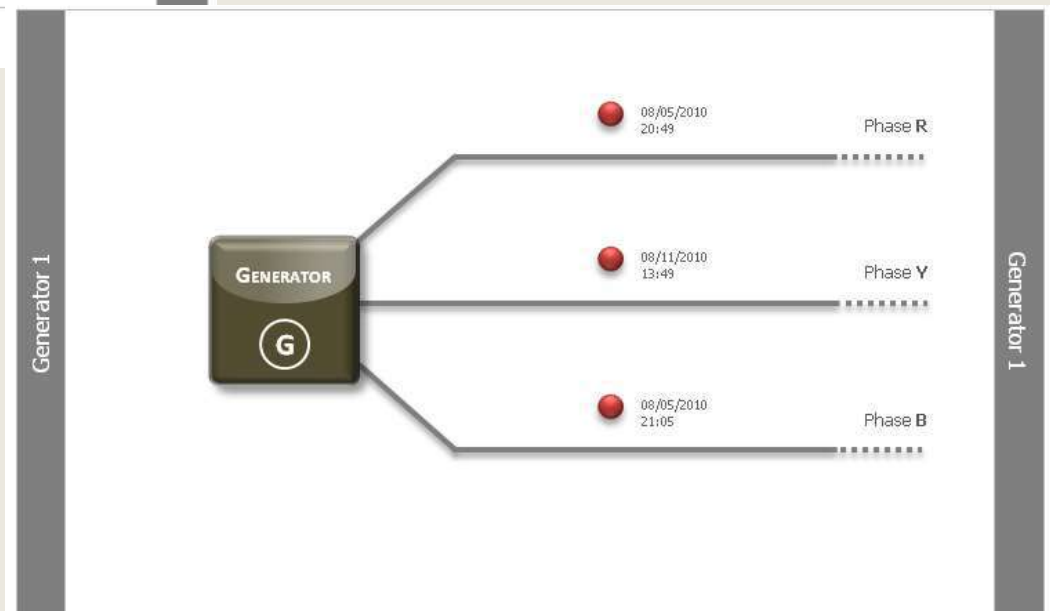 Generator 1
08/05/2010
20:49
Phase R
08/11/2010
13:49
Phase Y
GENERATOR
G
08/05/2010
21:05
Phase B
Generator 1